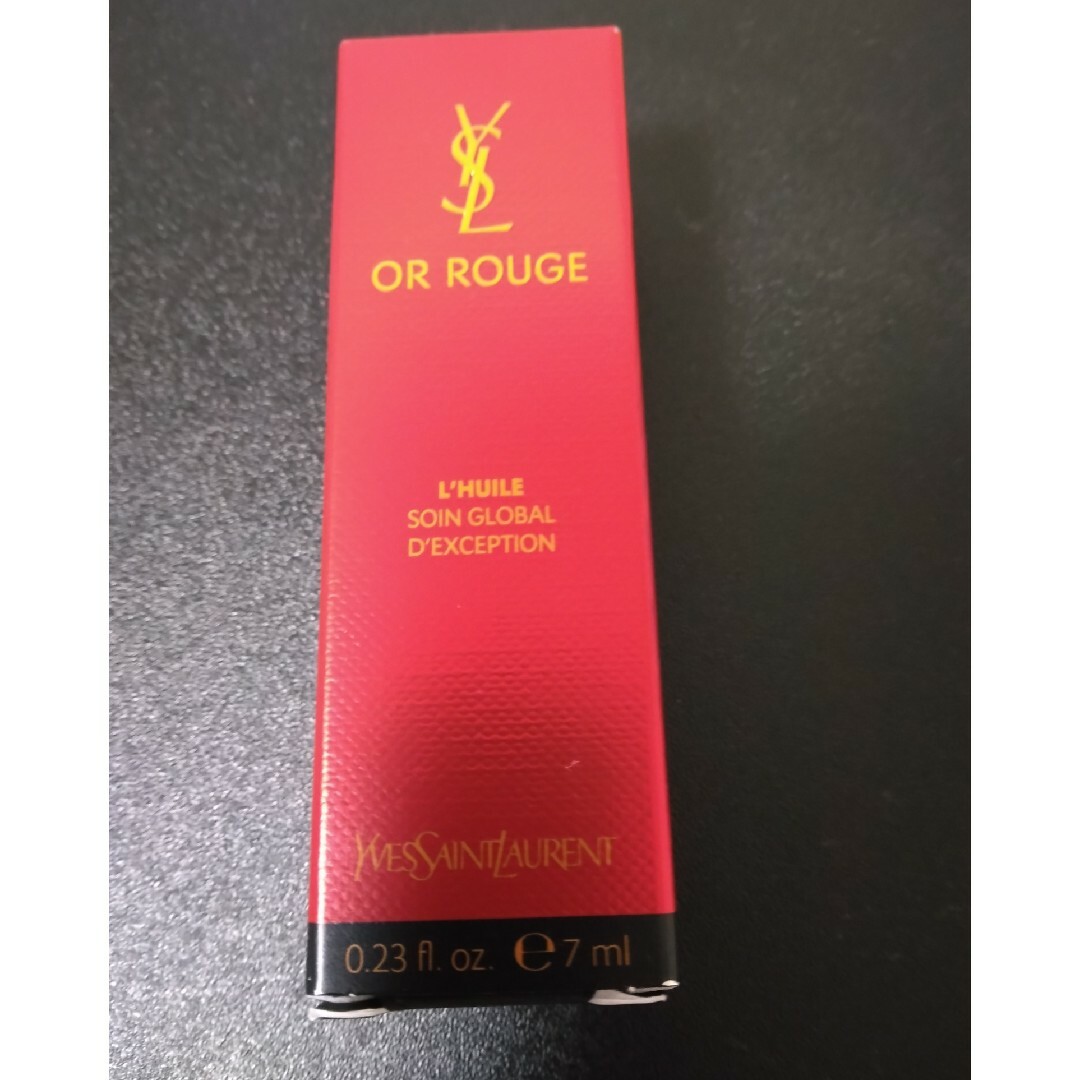 YSL
OR ROUGE
L'HUILE
SOIN GLOBAL
D'EXCEPTION
YVESSAINTLAURENT
0.23 fl. oz. ℮ 7 ml